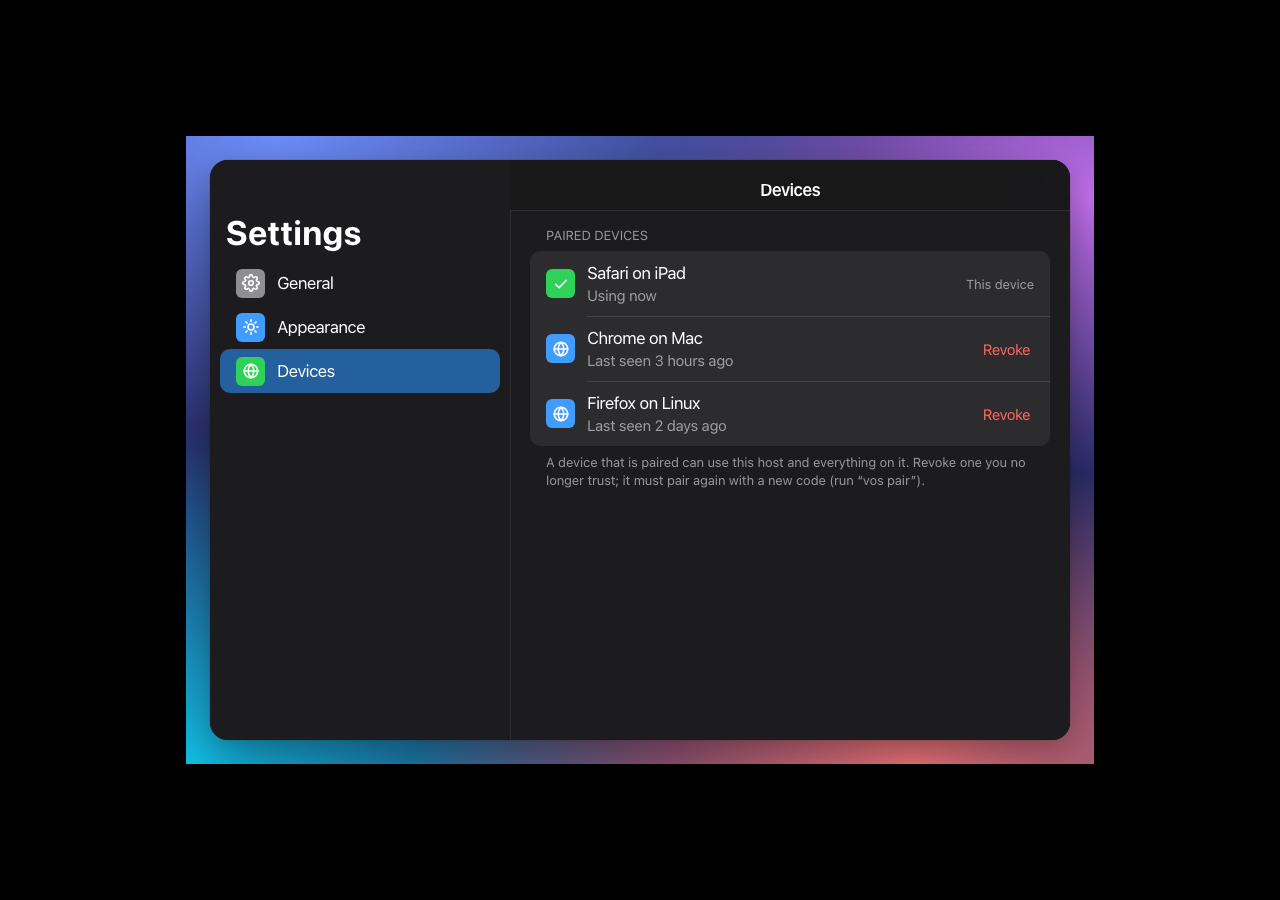 Settings
General
Appearance
Devices
Devices
PAIRED DEVICES
Safari on iPad
Using now
This device
Chrome on Mac
Last seen 3 hours ago
Revoke
Firefox on Linux
Last seen 2 days ago
Revoke
A device that is paired can use this host and everything on it. Revoke one you no
longer trust; it must pair again with a new code (run “vos pair”).